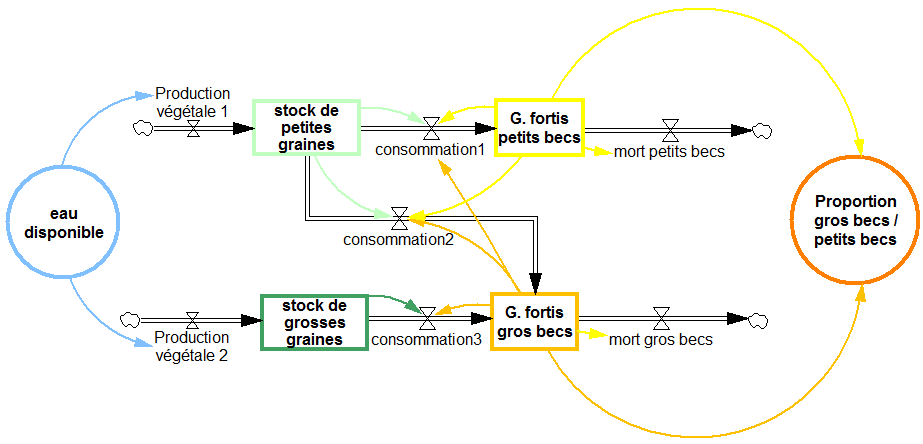 Production
végétale 1
stock de
petites
graines
consommation1
G. fortis
petits becs
mort petits becs
eau
disponible
consommation2
Proportion
gros becs /
petits becs
Production
végétale 2
stock de
grosses
graines
consommation3
G. fortis
gros becs
mort gros becs